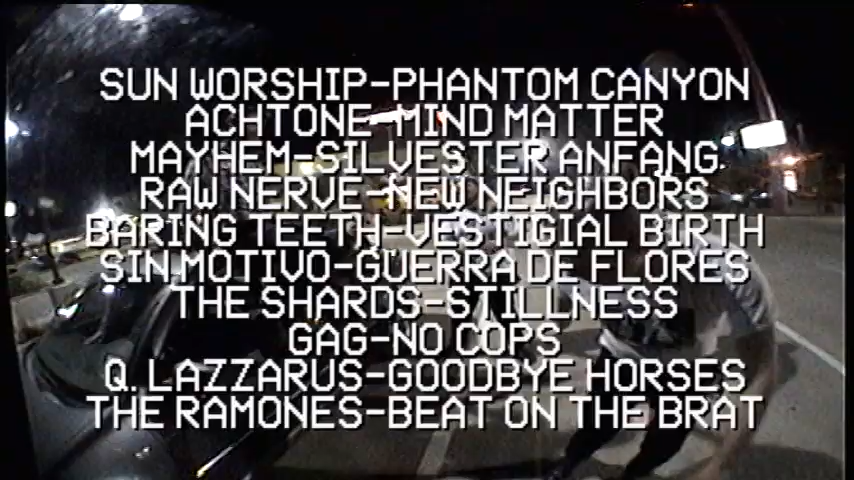 SUN WORSHIP-PHANTOM CANYON
ACHTONE-MIND MATTER
MAYHEM-SILVESTER ANFANG.
RAW NERVE-NEW NEIGHBORS
BARING TEETH-VESTIGIAL BIRTH
SIN MOTIVO-GUERRA DE FLORES
THE SHARDS-STILLNESS
GAG-NO COPS
Q. LAZZARUS-GOODBYE HORSES
THE RAMONES-BEAT ON THE BRAT